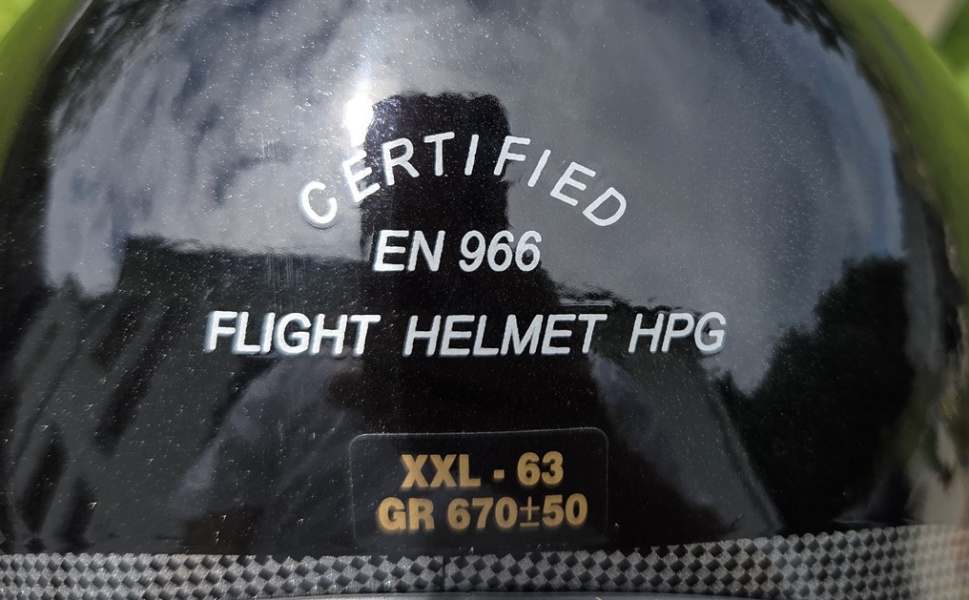 CERTIFIED
EN 966
FLIGHT HELMET HPG
XXL - 63
GR 670±50